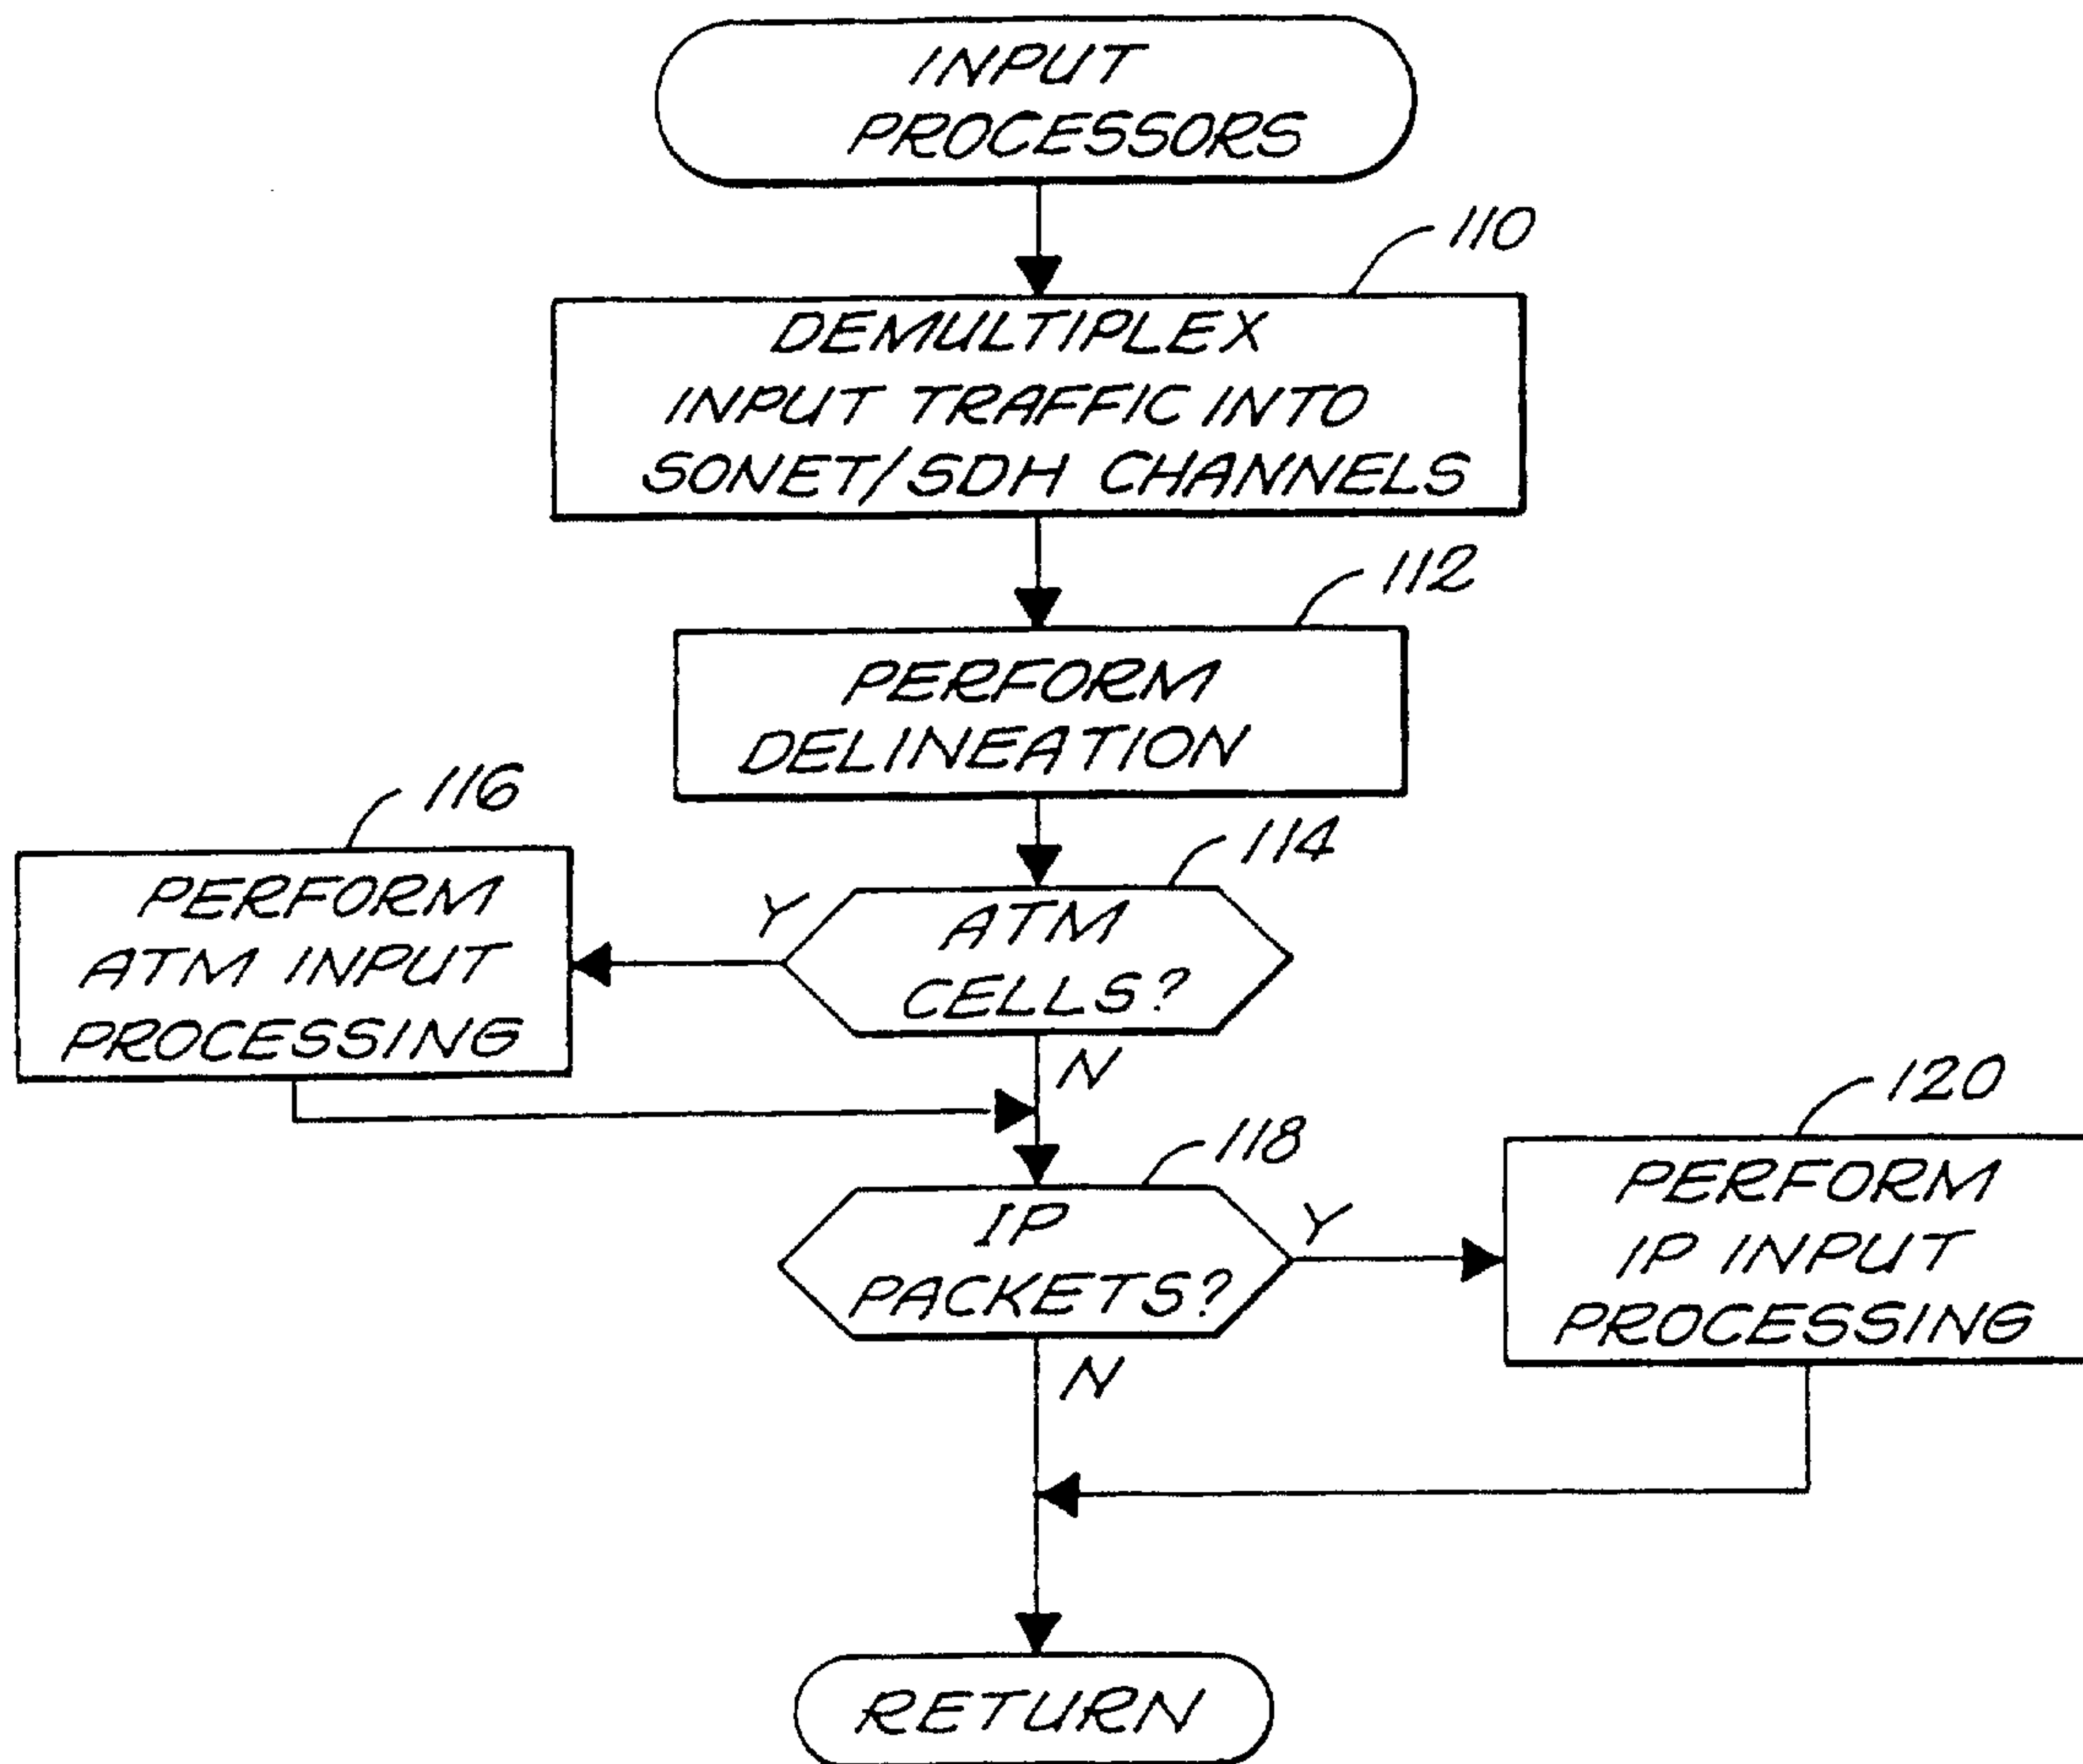 INPUT
PROCESSORS
110
DEMULTIPLEX
INPUT TRAFFIC INTO
SONET/SDH CHANNELS
112
PERFORM
DELINEATION
116
PERFORM
ATM INPUT
PROCESSING
114
Y
ATM
CELLS?
N
118
IP
PACKETS?
Y
N
120
PERFORM
IP INPUT
PROCESSING
RETURN